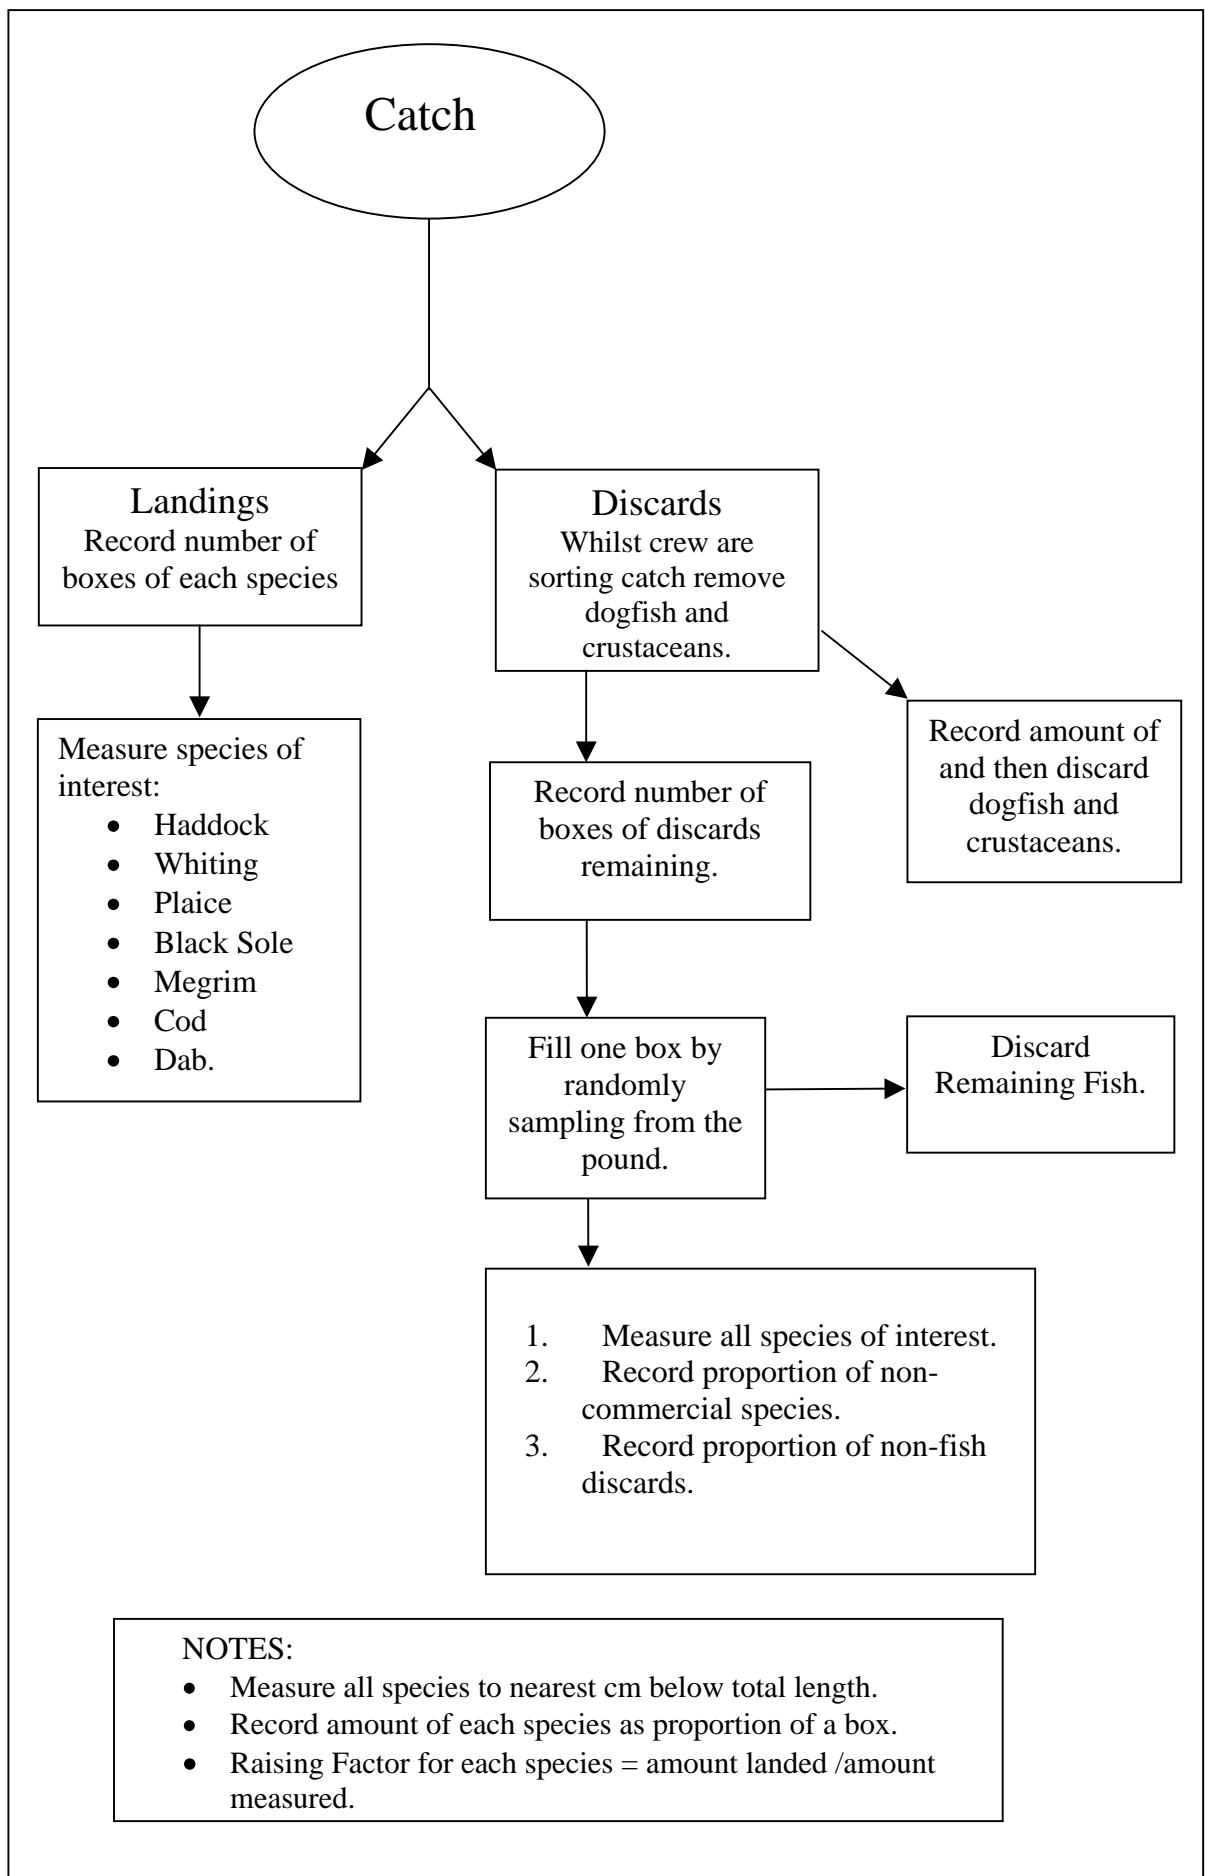 Catch
Landings
Record number of
boxes of each species
Discards
Whilst crew are
sorting catch remove
dogfish and
crustaceans.
Measure species of
interest:
• Haddock
• Whiting
• Plaice
• Black Sole
• Megrim
• Cod
• Dab.
Record number of
boxes of discards
remaining.
Record amount of
and then discard
dogfish and
crustaceans.
Fill one box by
randomly
sampling from the
pound.
Discard
Remaining Fish.
1. Measure all species of interest.
2. Record proportion of non-
commercial species.
3. Record proportion of non-fish
discards.
NOTES:
• Measure all species to nearest cm below total length.
• Record amount of each species as proportion of a box.
• Raising Factor for each species = amount landed /amount
measured.